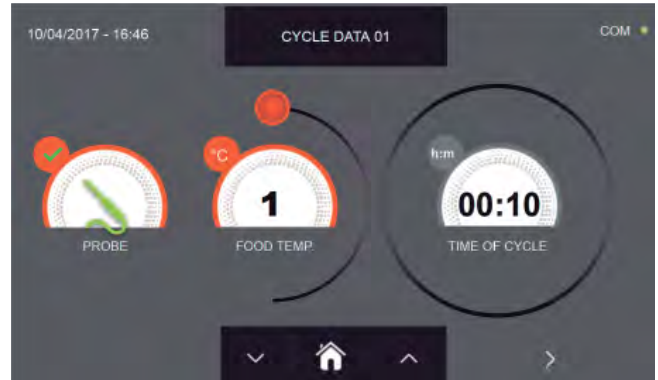 10/04/2017 - 16:46
CYCLE DATA 01
COM
°C
h:m
1
00:10
PROBE
FOOD TEMP.
TIME OF CYCLE